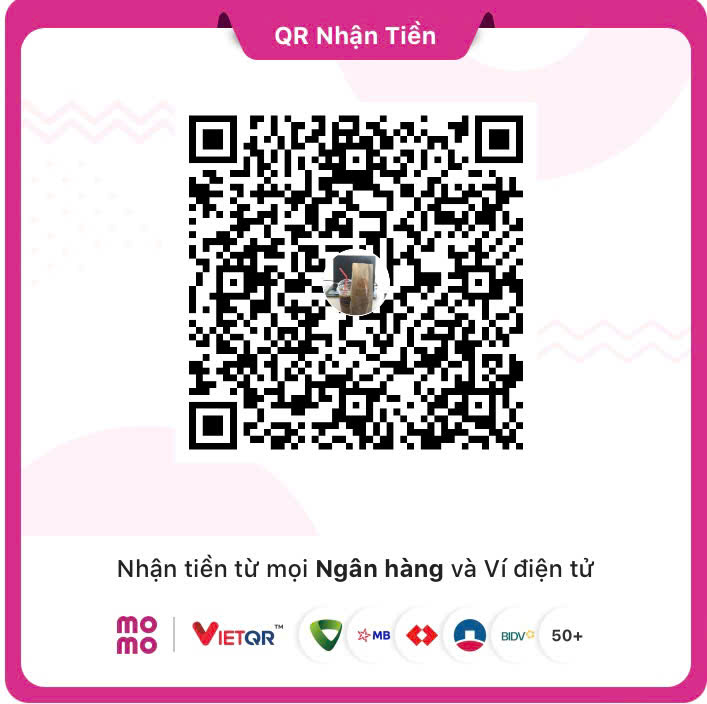 QR Nhận Tiền
Nhận tiền từ mọi Ngân hàng và Ví điện tử
mo
mo
VIETQR™
MB
BIDV
50+